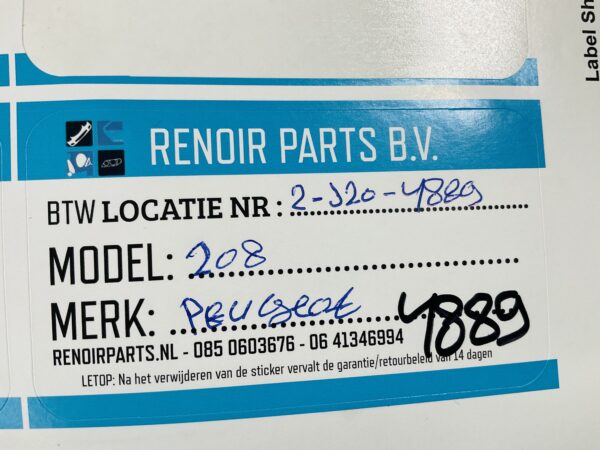 Label Sh
RENOIR PARTS B.V.
BTW LOCATIE NR : 2-J20-4889
MODEL: 208
MERK: PEUGEOT
4889
RENOIRPARTS.NL - 085 0603676 - 06 41346994
LETOP: Na het verwijderen van de sticker vervalt de garantie/retourbeleid van 14 dagen